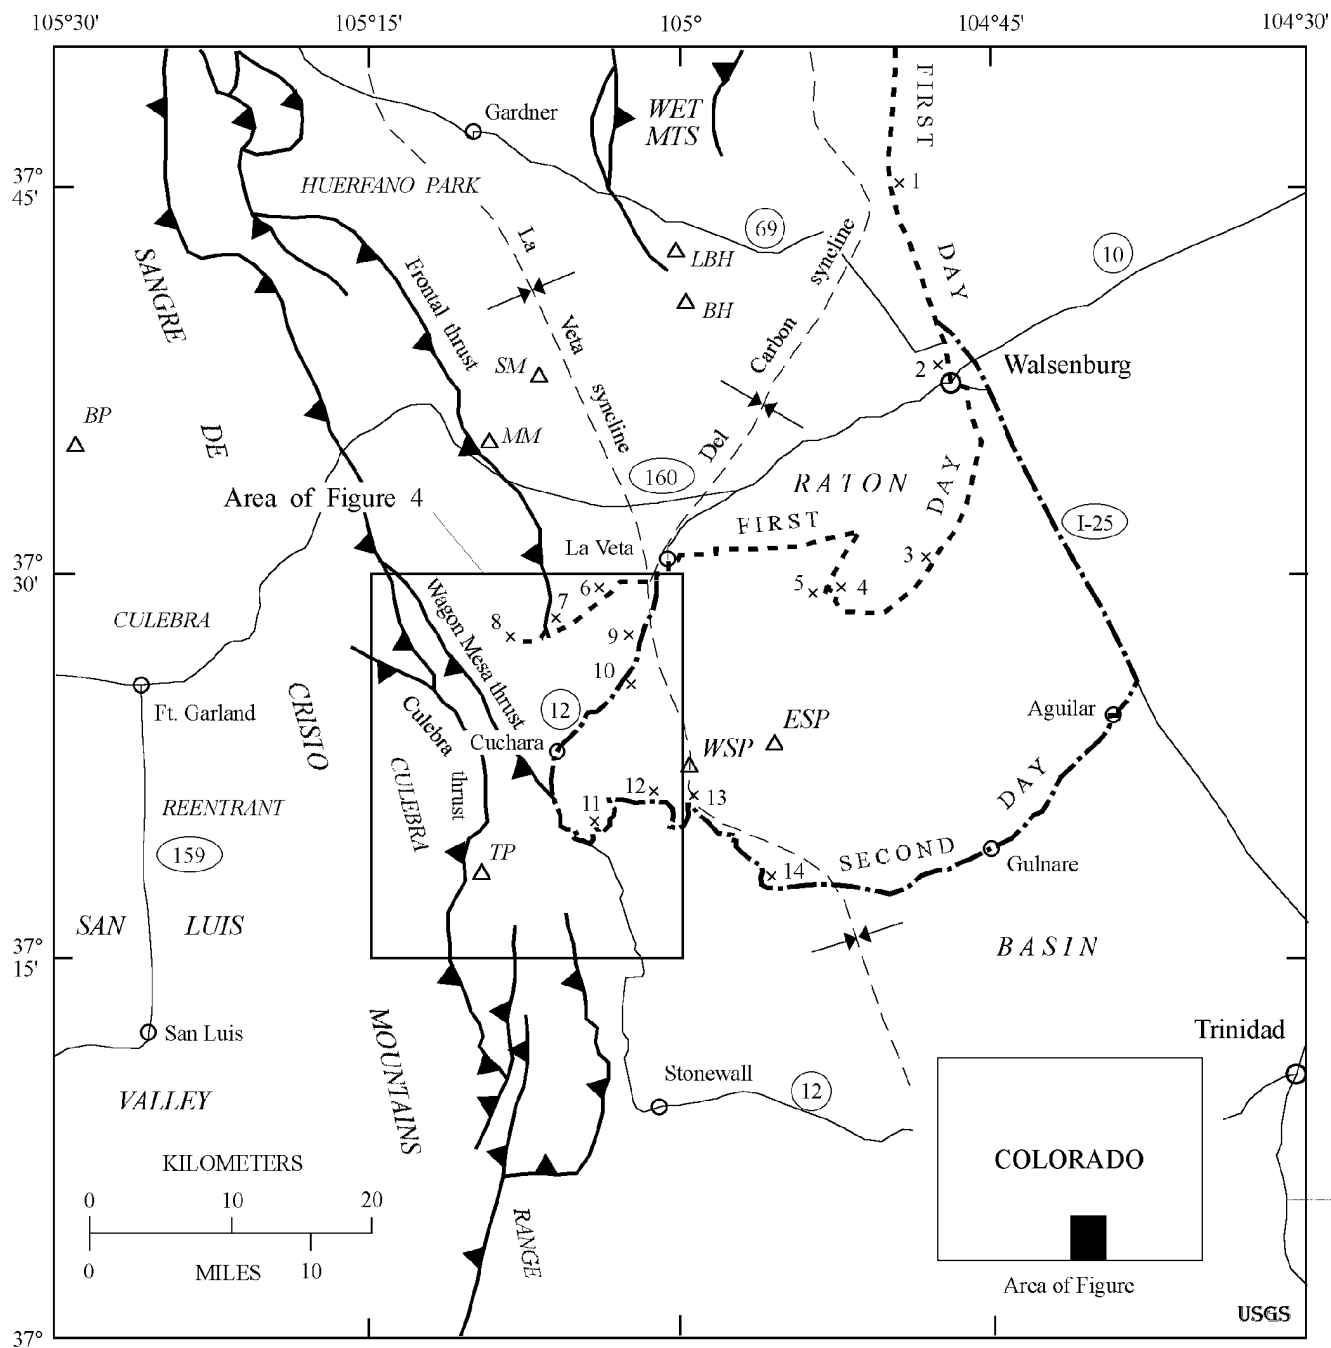 105°30'
105°15'
105°
104°45'
104°30'
Gardner
WET
MTS
FIRST
37°
45'
HUERFANO PARK
1
69
La
syncline
LBH
DAY
10
SANGRE
Frontal thrust
BH
Veta
Carbon
SM
2
Walsenburg
BP
syncline
DE
MM
Del
160
RATON
DAY
Area of Figure 4
FIRST
I-25
La Veta
3
37°
30'
Wagon Mesa thrust
6
5
4
7
CULEBRA
8
9
10
CRISTO
Ft. Garland
Culebra
thrust
12
Aguilar
ESP
Cuchara
WSP
CULEBRA
DAY
REENTRANT
12
13
11
159
TP
SECOND
14
Gulnare
SAN LUIS
37°
15'
BASIN
MOUNTAINS
San Luis
Trinidad
Stonewall
12
VALLEY
COLORADO
KILOMETERS
0 10 20
RANGE
0 MILES 10
Area of Figure
USGS
37°